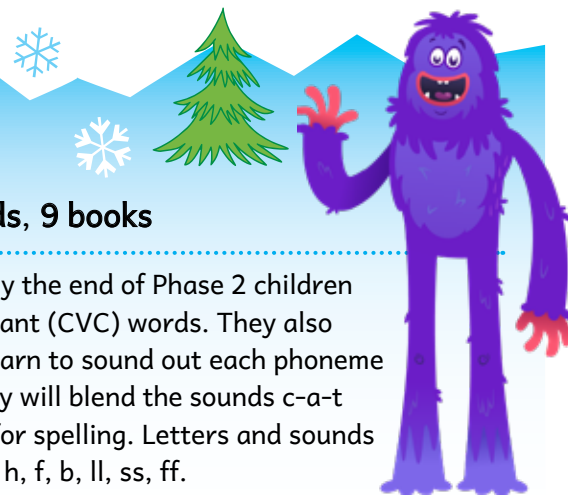 ds, 9 books
y the end of Phase 2 children
ant (CVC) words. They also
arn to sound out each phoneme
y will blend the sounds c-a-t
for spelling. Letters and sounds
h, f, b, ll, ss, ff.